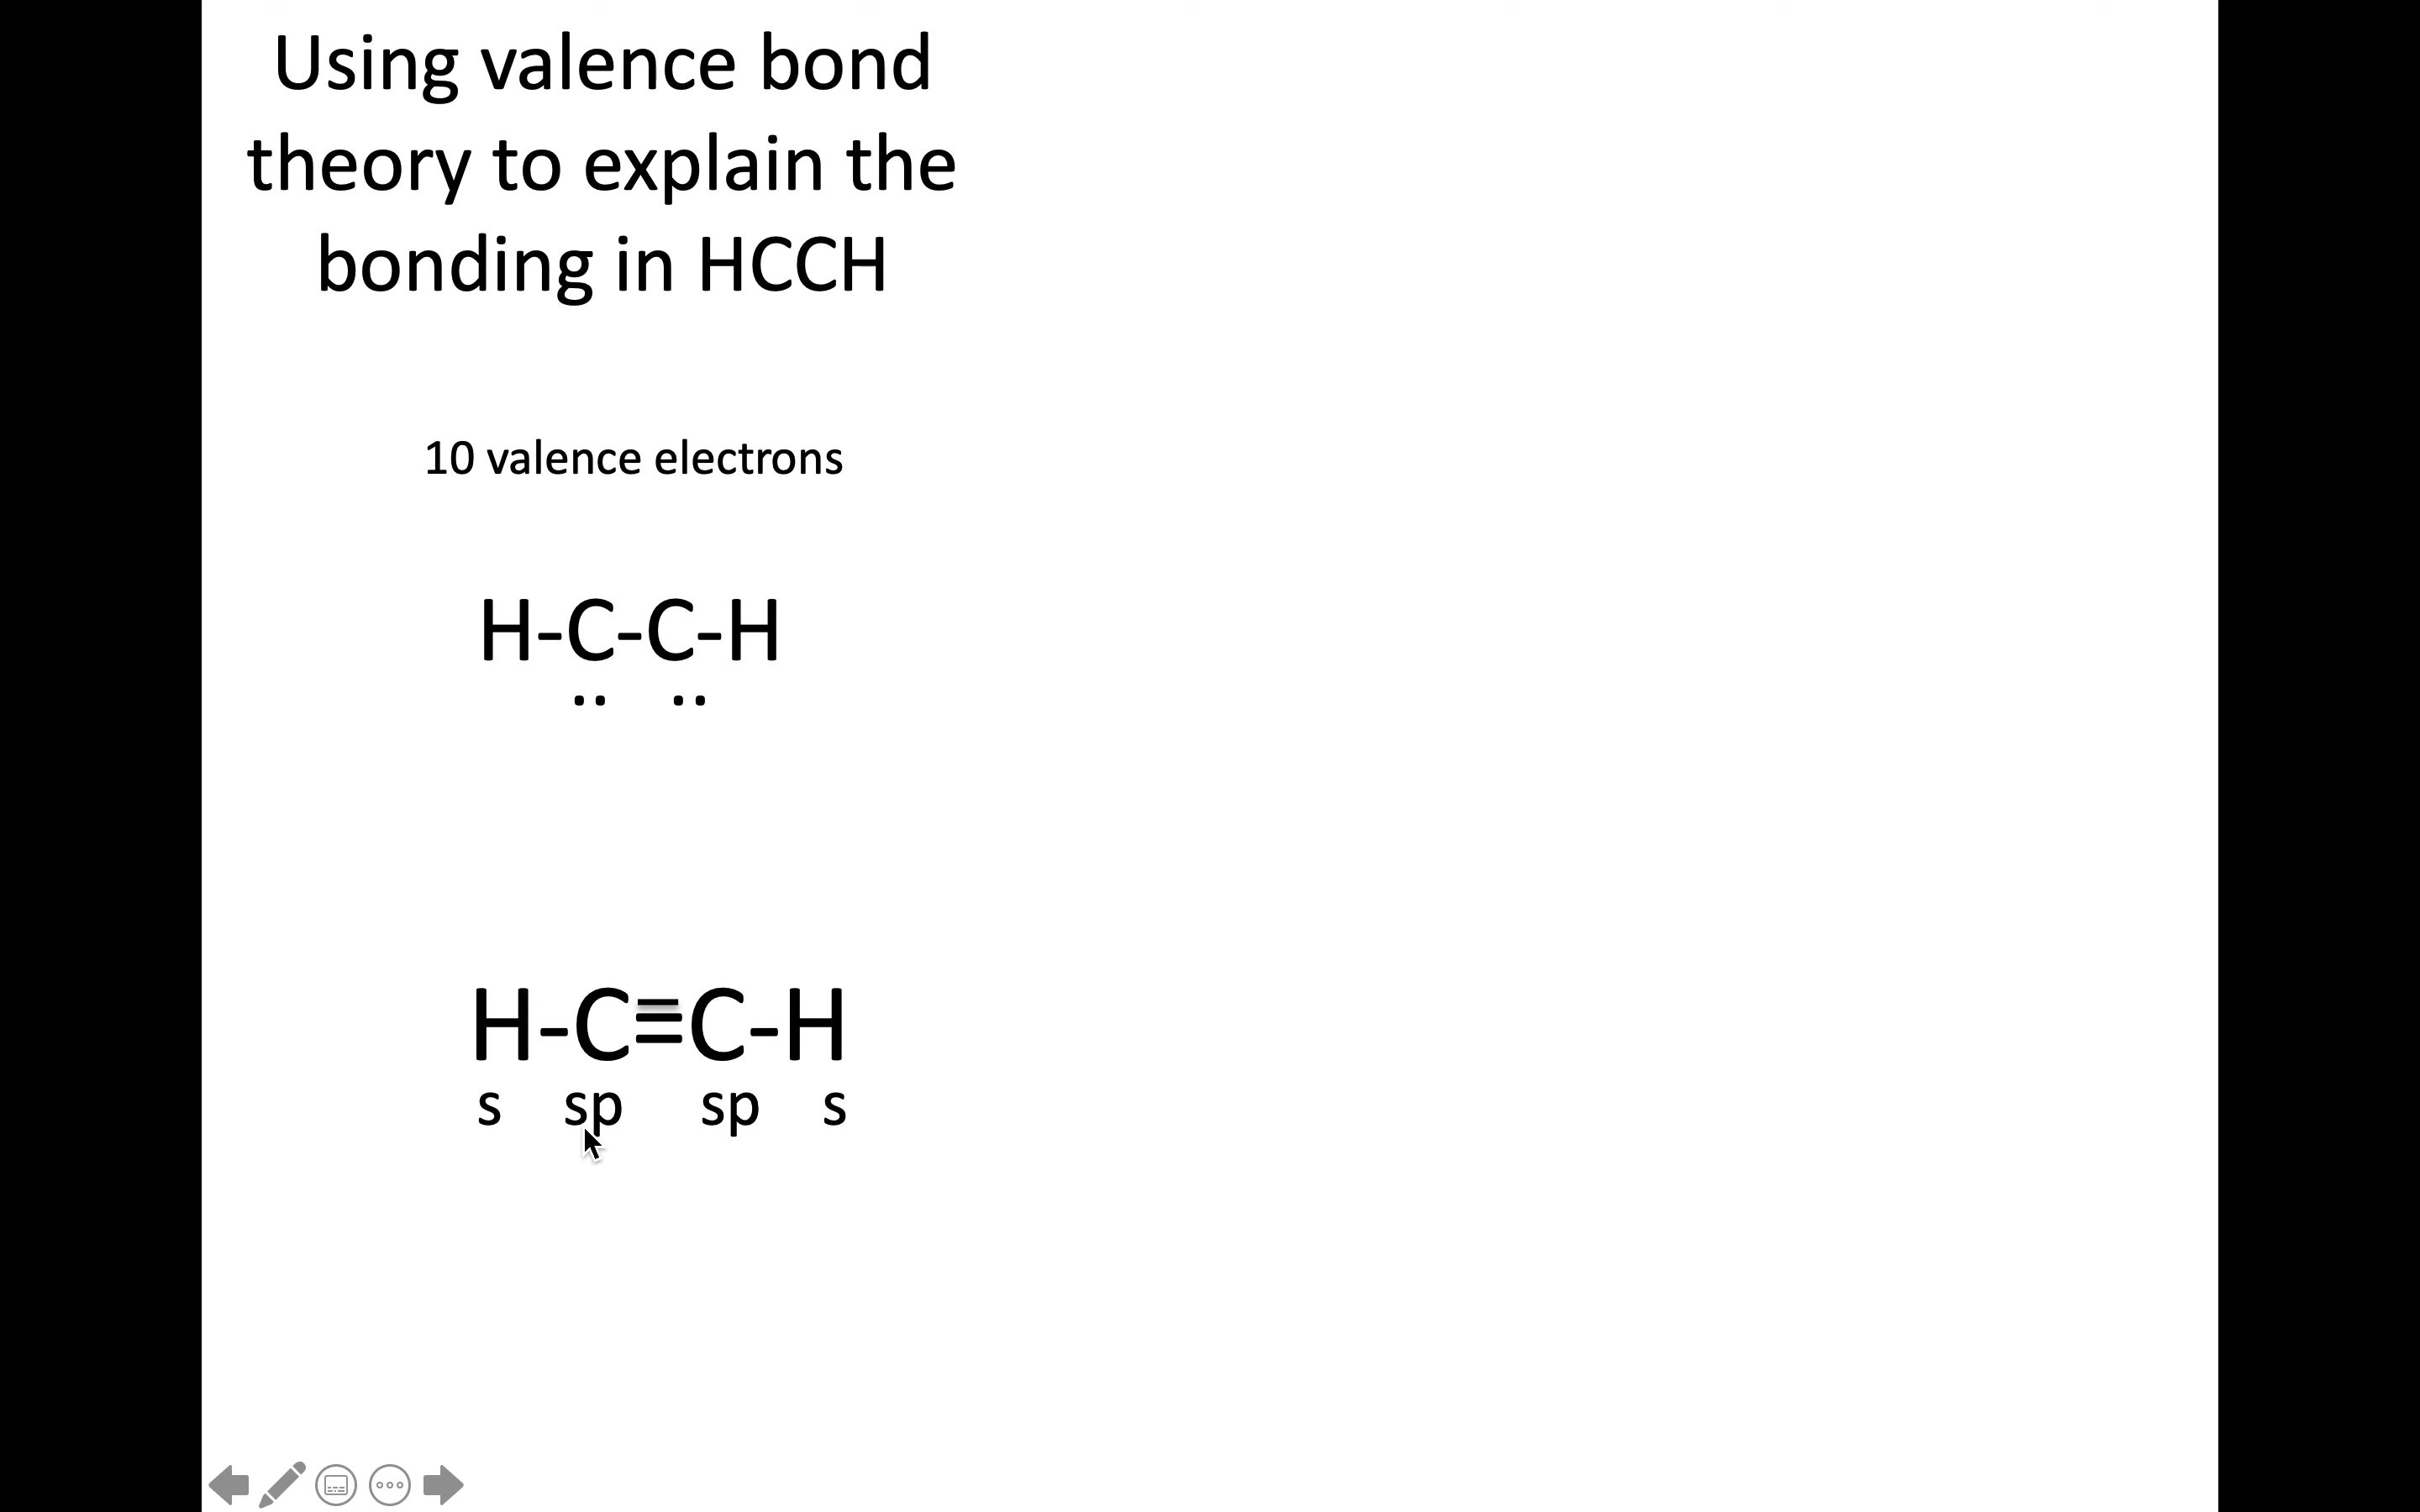 Using valence bond
theory to explain the
bonding in HCCH
10 valence electrons
H-C-C-H
.. ..
H-C≡C-H
s sp sp s